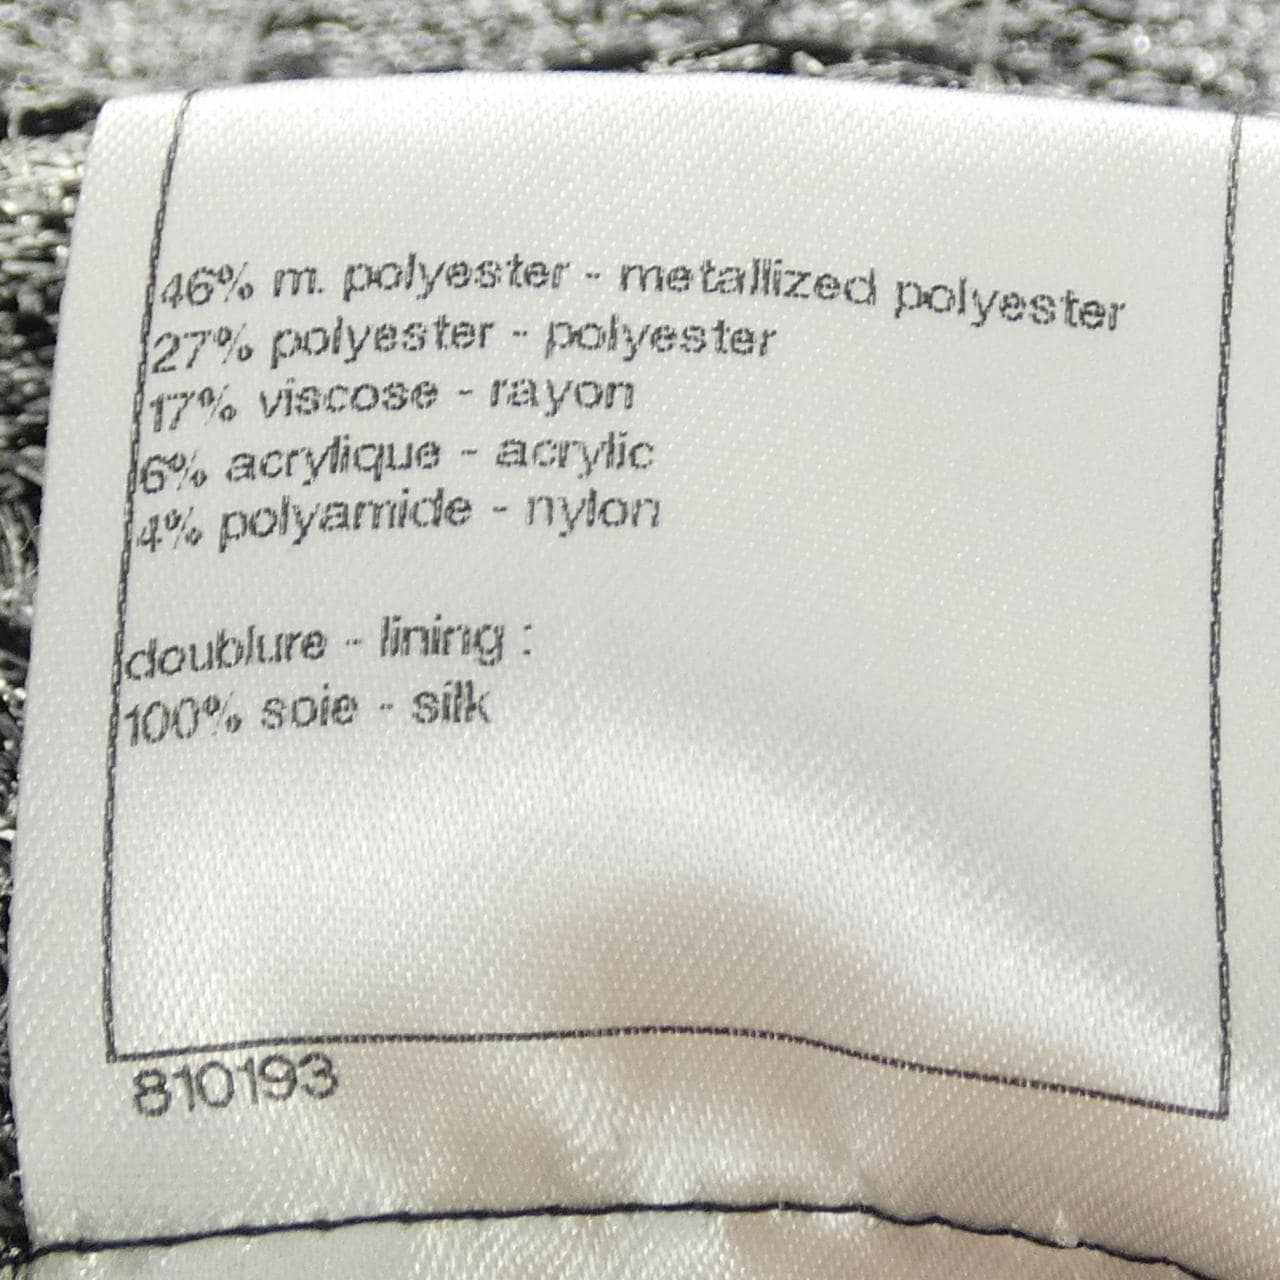 46% m. polyester - metallized polyester
27% polyester - polyester
17% viscose - rayon
6% acrylique - acrylic
4% polyamide - nylon
doublure - lining :
100% soie - silk
810193